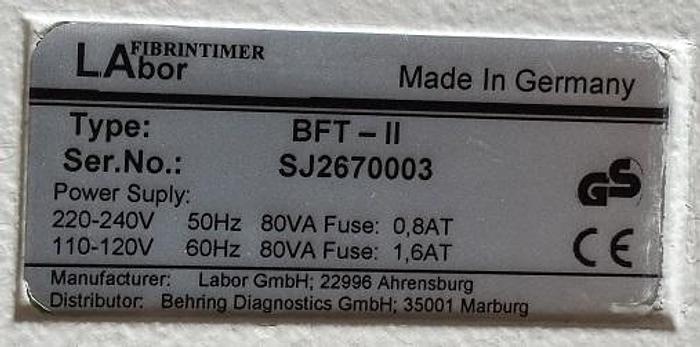 LAbor FIBRINTIMER
Made In Germany
Type: BFT – II
Ser.No.: SJ2670003
Power Suply:
220-240V 50Hz 80VA Fuse: 0,8AT
110-120V 60Hz 80VA Fuse: 1,6AT
GS
CE
Manufacturer: Labor GmbH; 22996 Ahrensburg
Distributor: Behring Diagnostics GmbH; 35001 Marburg